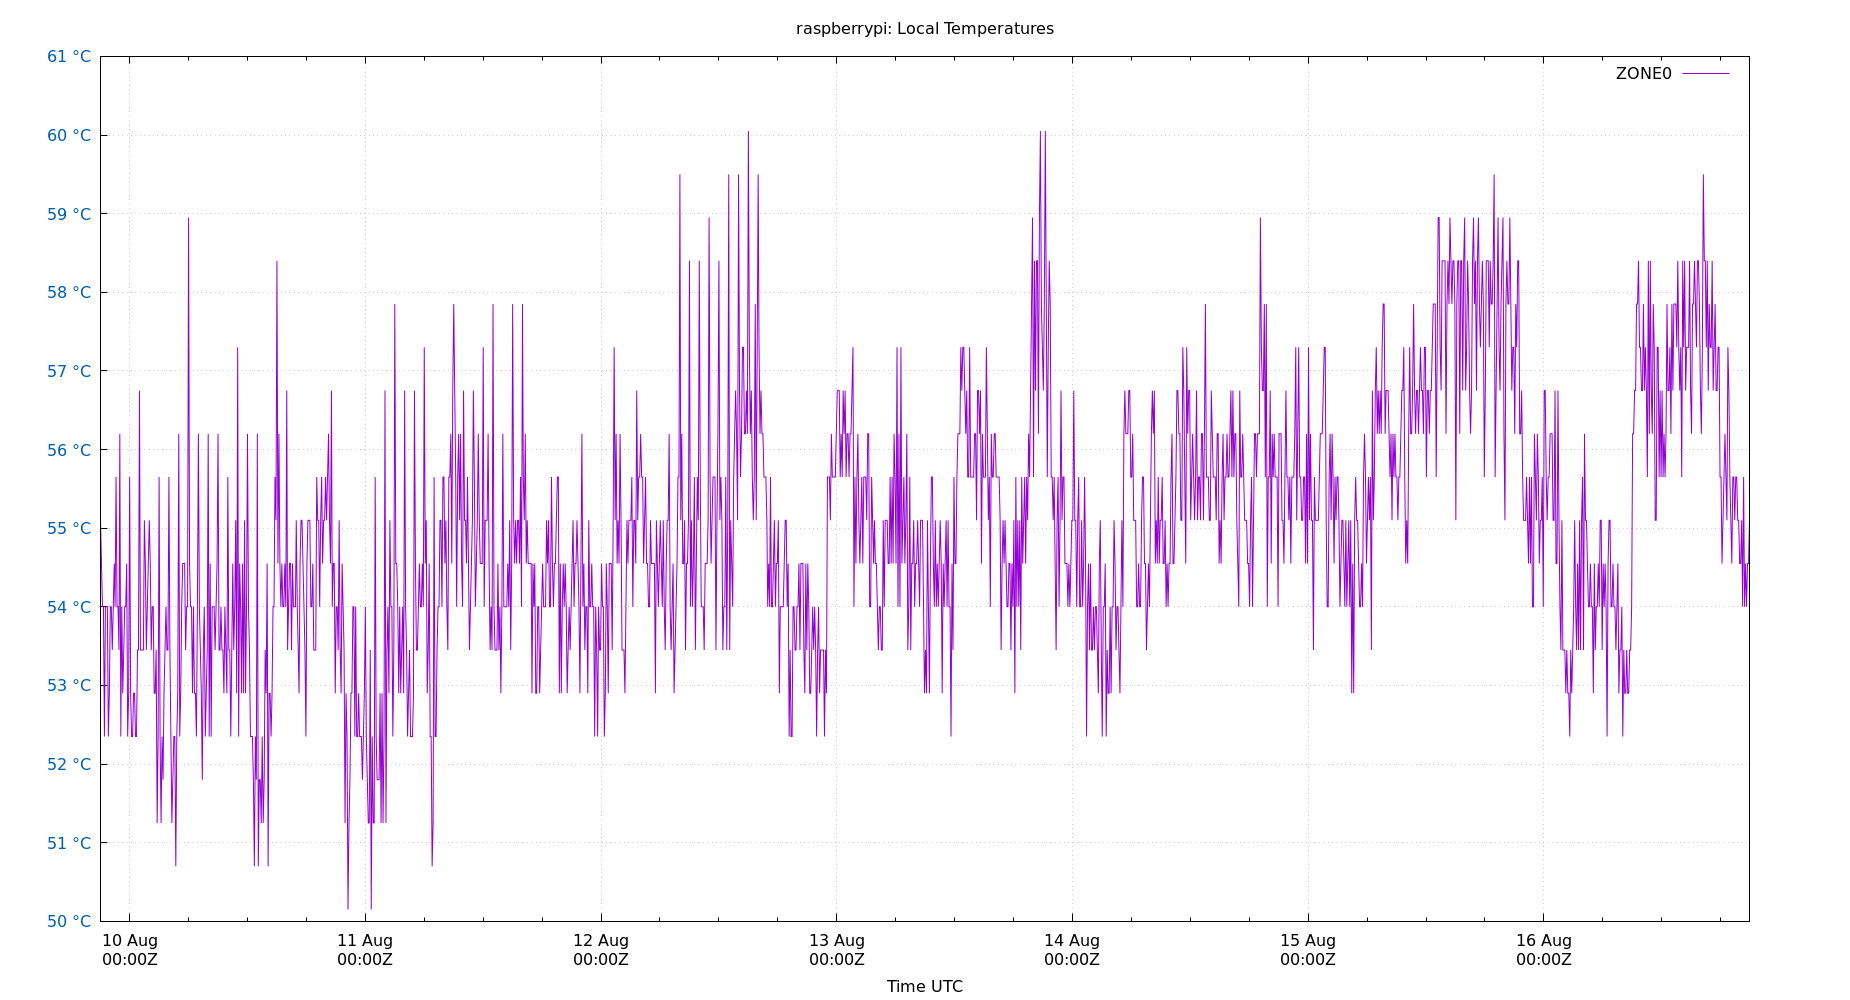 raspberrypi: Local Temperatures
ZONE0
61 °C
60 °C
59 °C
58 °C
57 °C
56 °C
55 °C
54 °C
53 °C
52 °C
51 °C
50 °C
10 Aug 11 Aug 12 Aug 13 Aug 14 Aug 15 Aug 16 Aug
00:00Z 00:00Z 00:00Z 00:00Z 00:00Z 00:00Z 00:00Z
Time UTC